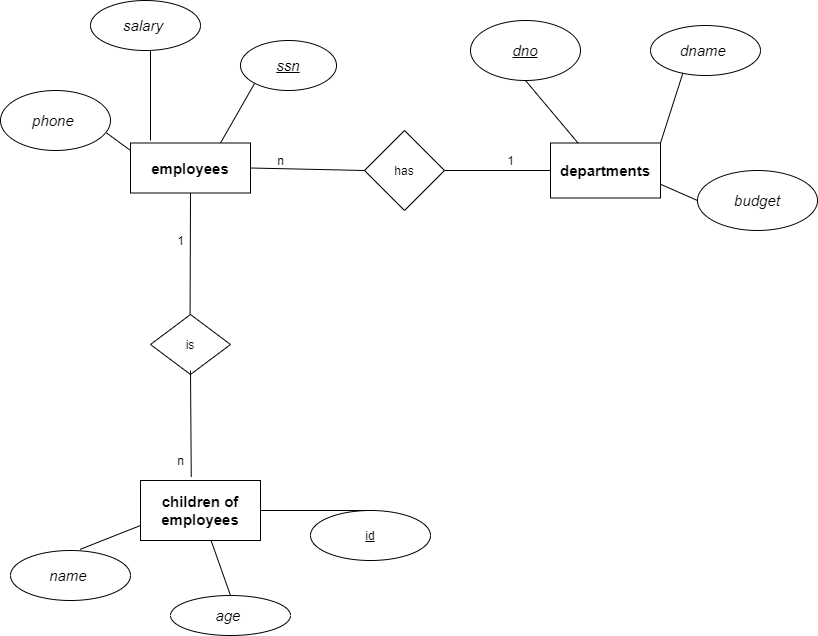 salary
ssn
dno
dname
phone
employees
n
has
1
departments
budget
1
is
n
children of
employees
id
name
age